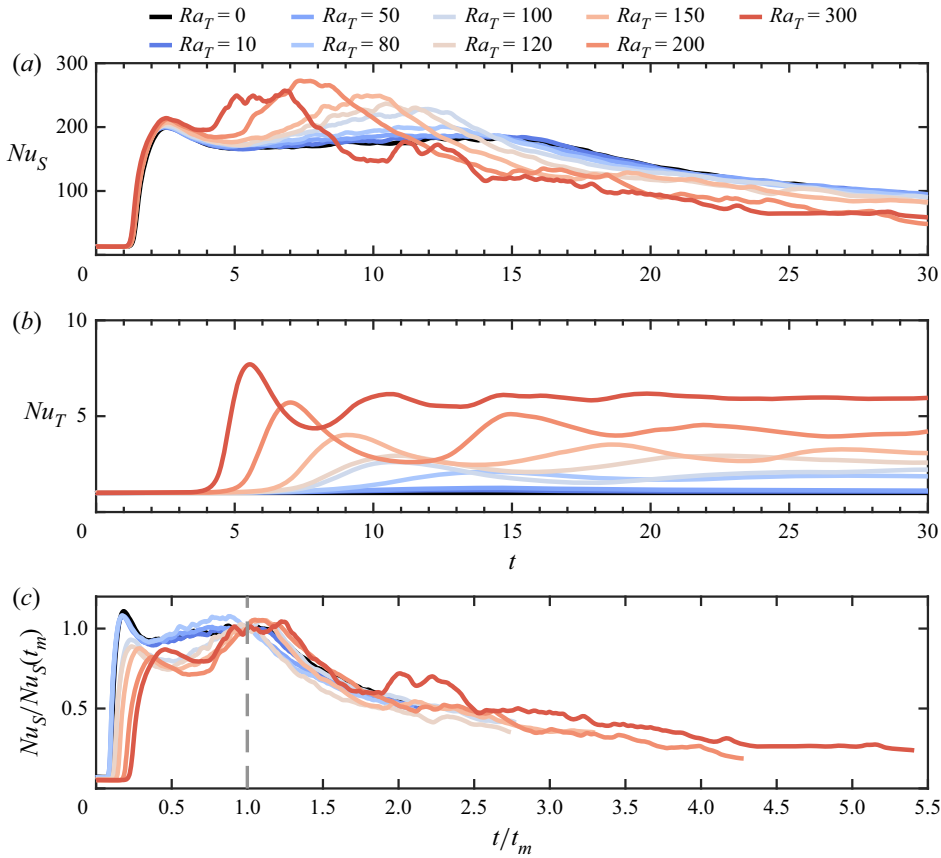 Ra_T = 0 Ra_T = 50 Ra_T = 100 Ra_T = 150 Ra_T = 300
Ra_T = 10 Ra_T = 80 Ra_T = 120 Ra_T = 200
(a)
300
200
Nu_S
100
0 5 10 15 20 25 30
(b)
10
Nu_T
5
0 5 10 15 20 25 30
t
(c)
Nu_S/Nu_S(t_m)
1.0
0.5
0 0.5 1.0 1.5 2.0 2.5 3.0 3.5 4.0 4.5 5.0 5.5
t/t_m